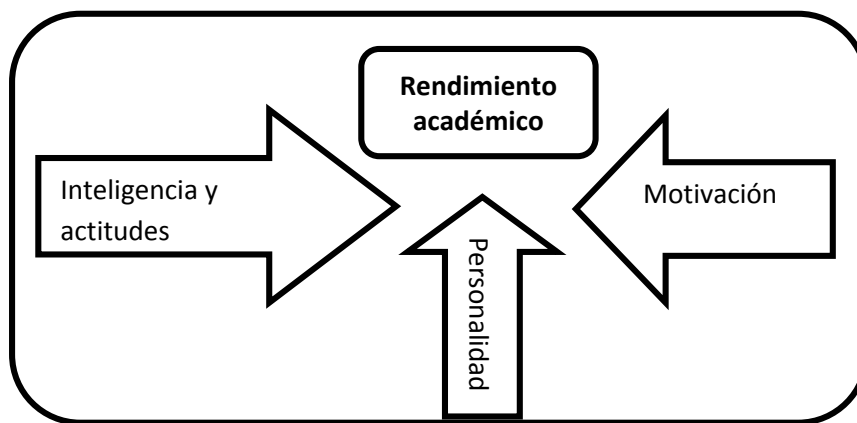 Rendimiento
académico
Inteligencia y
actitudes
Motivación
Personalidad